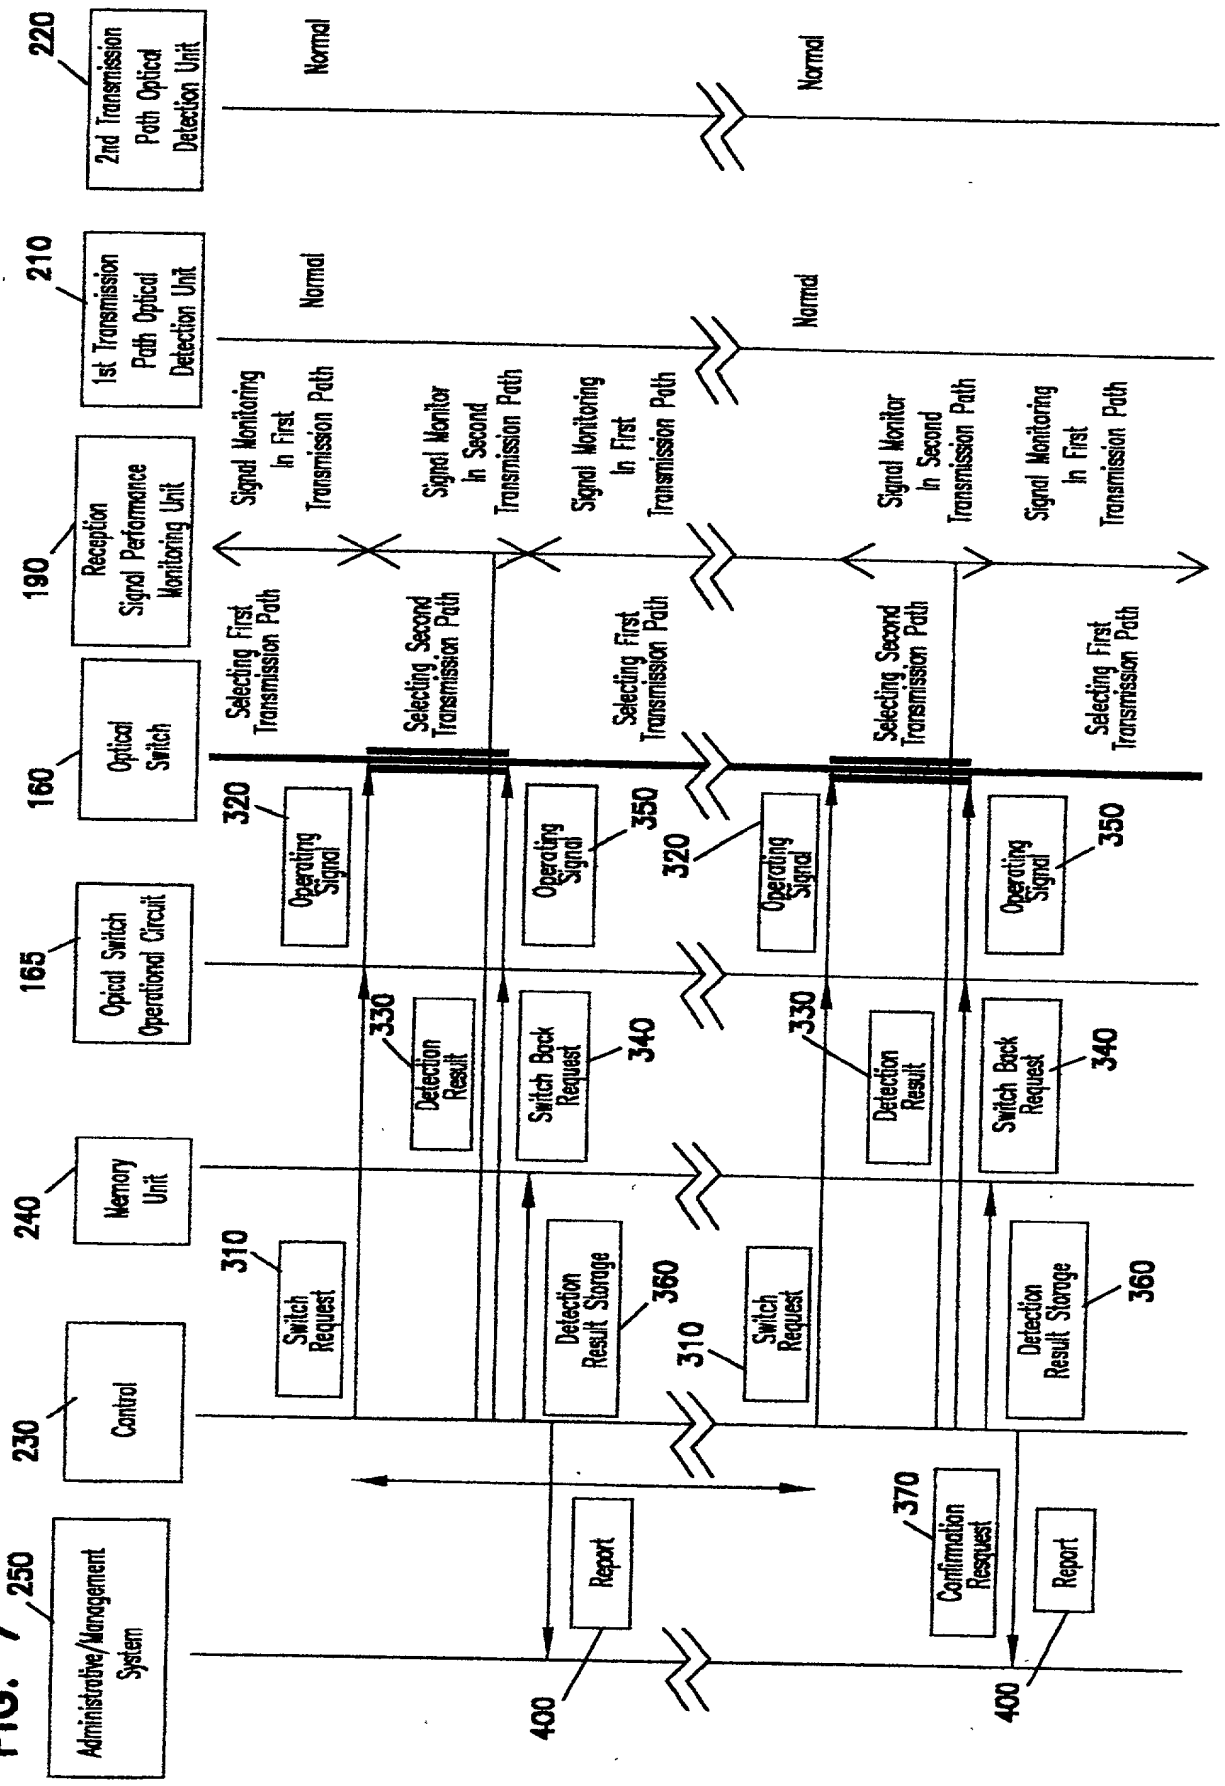 FIG. 7
250
Administrative/Management
System
230
Control
240
Memory
Unit
165
Opical Switch
Operational Circuit
160
Optical
Switch
190
Reception
Signal Performance
Monitoring Unit
210
1st Transmission
Path Optical
Detection Unit
220
2nd Transmission
Path Optical
Detection Unit
310
Switch
Request
320
Operating
Signal
Selecting First
Transmission Path
Signal Monitoring
In First
Transmission Path
Normal
Normal
330
Detection
Result
Selecting Second
Transmission Path
Signal Monitor
In Second
Transmission Path
400
Report
Detection
Result Storage
360
Switch Back
Request
340
Operating
Signal
350
Selecting First
Transmission Path
Signal Monitoring
In First
Transmission Path
310
Switch
Request
320
Operating
Signal
Normal
Normal
370
Confirmation
Resquest
330
Detection
Result
Selecting Second
Transmission Path
Signal Monitor
In Second
Transmission Path
400
Report
Detection
Result Storage
360
Switch Back
Request
340
Operating
Signal
350
Selecting First
Transmission Path
Signal Monitoring
In First
Transmission Path